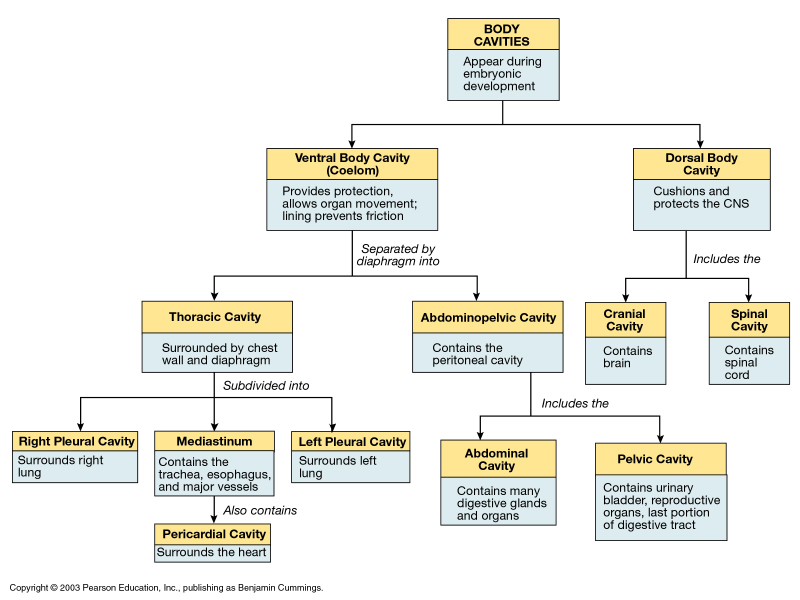 BODY
CAVITIES
Appear during
embryonic
development
Ventral Body Cavity
(Coelom)
Provides protection,
allows organ movement;
lining prevents friction
Dorsal Body
Cavity
Cushions and
protects the CNS
Separated by
diaphragm into
Includes the
Thoracic Cavity
Surrounded by chest
wall and diaphragm
Abdominopelvic Cavity
Contains the
peritoneal cavity
Cranial
Cavity
Contains
brain
Spinal
Cavity
Contains
spinal
cord
Subdivided into
Includes the
Right Pleural Cavity
Surrounds right
lung
Mediastinum
Contains the
trachea, esophagus,
and major vessels
Left Pleural Cavity
Surrounds left
lung
Abdominal
Cavity
Contains many
digestive glands
and organs
Pelvic Cavity
Contains urinary
bladder, reproductive
organs, last portion
of digestive tract
Also contains
Pericardial Cavity
Surrounds the heart
Copyright © 2003 Pearson Education, Inc., publishing as Benjamin Cummings.